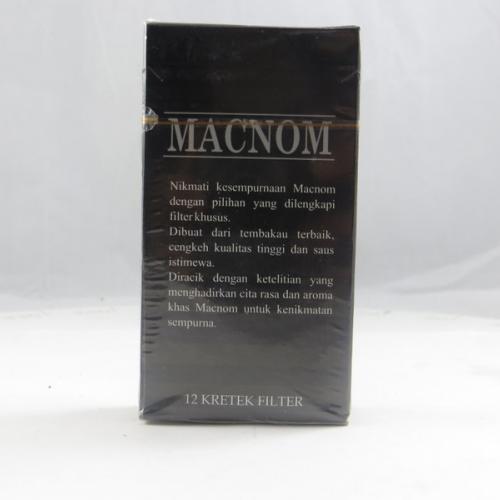 MACNOM
Nikmati kesempurnaan Macnom
dengan pilihan yang dilengkapi
filter khusus.
Dibuat dari tembakau terbaik,
cengkeh kualitas tinggi dan saus
istimewa.
Diracik dengan ketelitian yang
menghadirkan cita rasa dan aroma
khas Macnom untuk kenikmatan
sempurna.
12 KRETEK FILTER